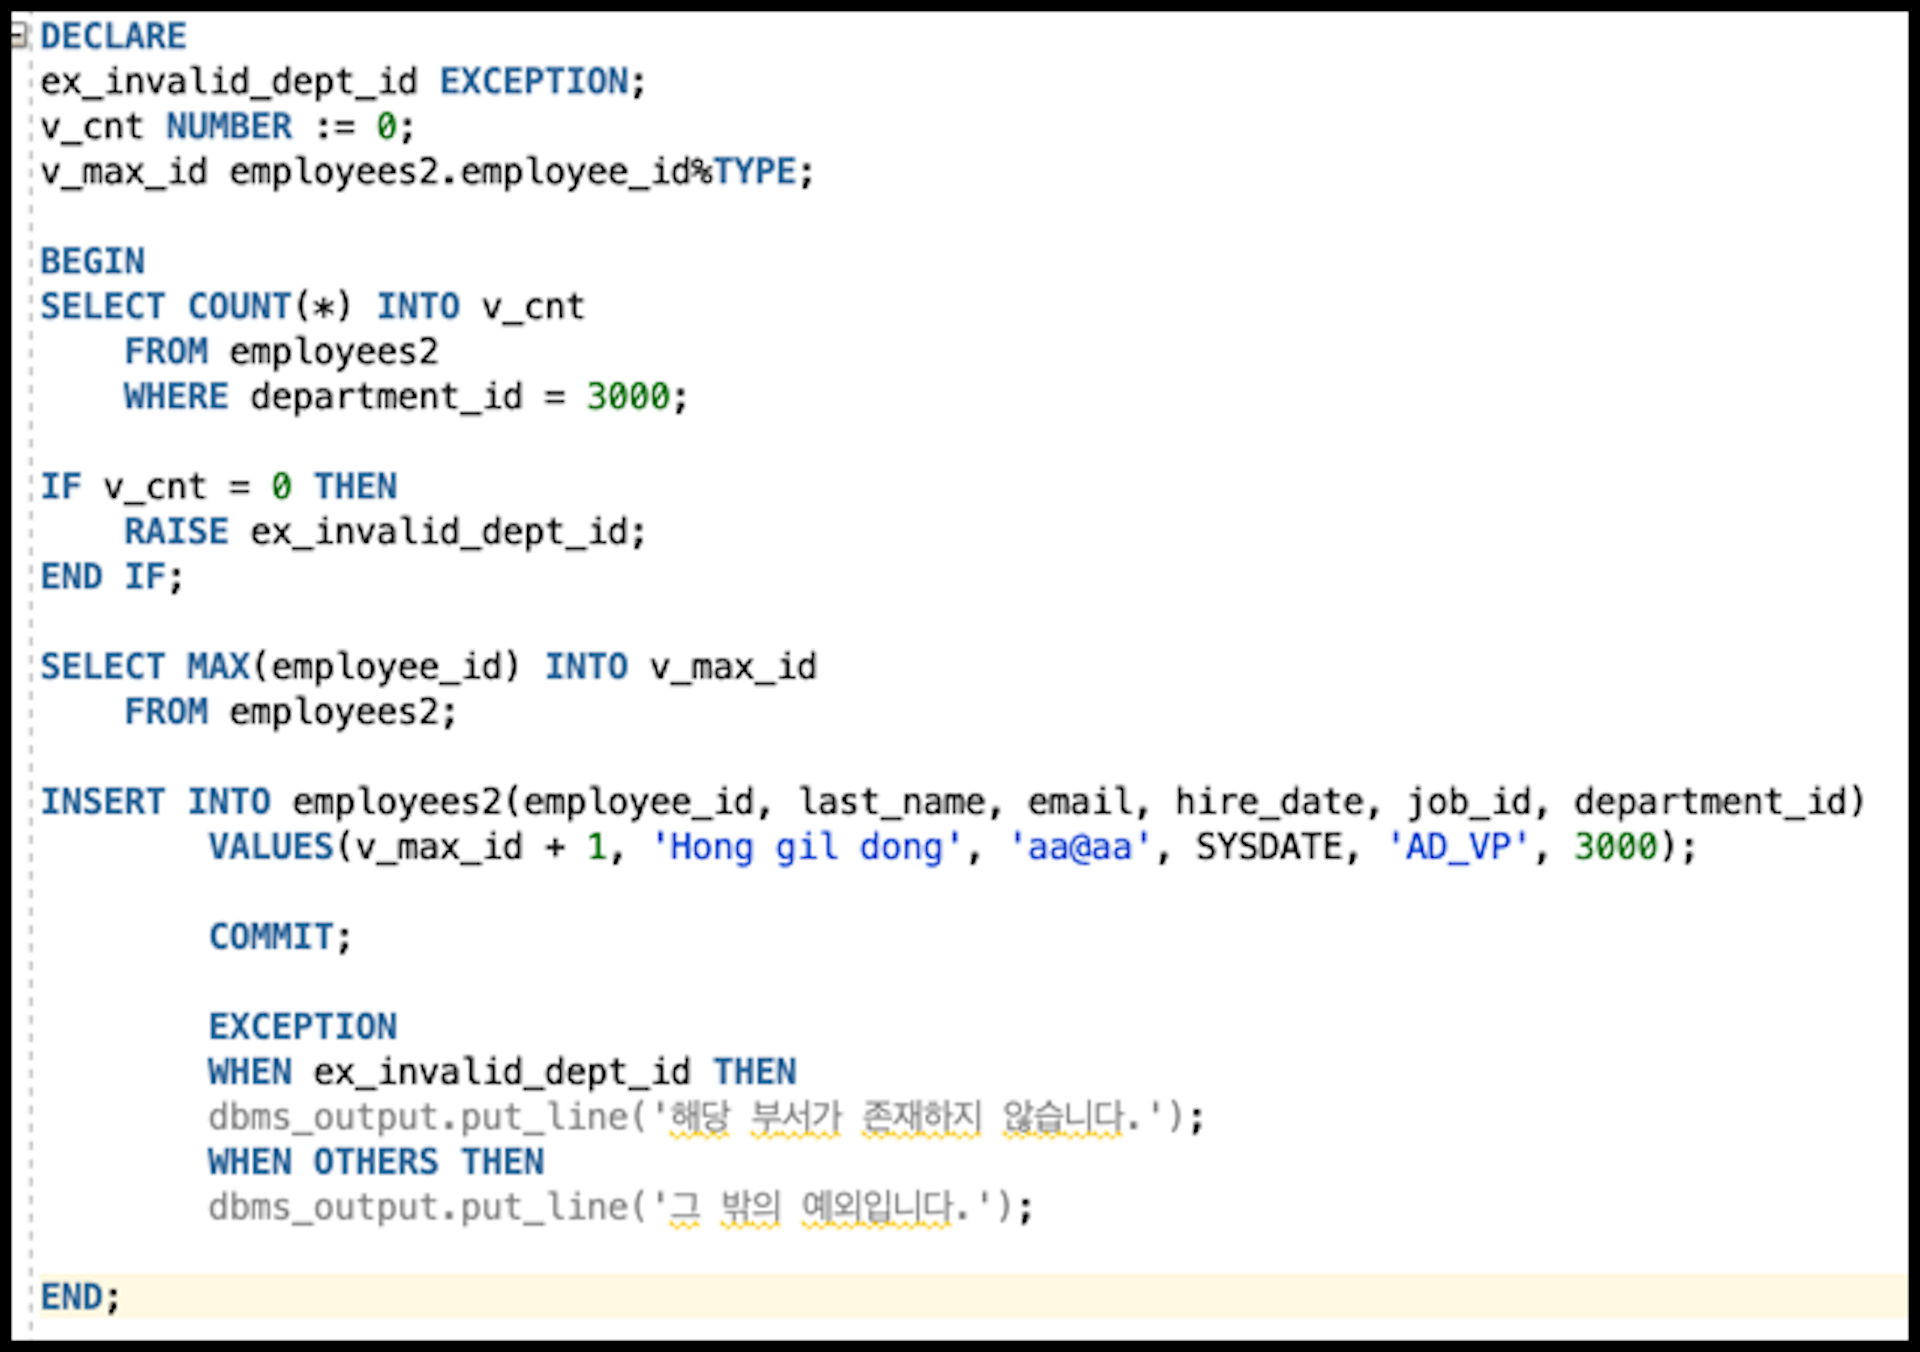 DECLARE
ex_invalid_dept_id EXCEPTION;
v_cnt NUMBER := 0;
v_max_id employees2.employee_id%TYPE;
BEGIN
SELECT COUNT(*) INTO v_cnt
FROM employees2
WHERE department_id = 3000;
IF v_cnt = 0 THEN
RAISE ex_invalid_dept_id;
END IF;
SELECT MAX(employee_id) INTO v_max_id
FROM employees2;
INSERT INTO employees2(employee_id, last_name, email, hire_date, job_id, department_id)
VALUES(v_max_id + 1, 'Hong gil dong', 'aa@aa', SYSDATE, 'AD_VP', 3000);
COMMIT;
EXCEPTION
WHEN ex_invalid_dept_id THEN
dbms_output.put_line('해당 부서가 존재하지 않습니다.');
WHEN OTHERS THEN
dbms_output.put_line('그 밖의 예외입니다.');
END;